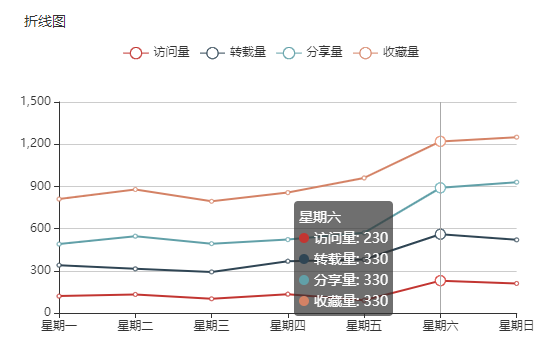 折线图
访问量 转载量 分享量 收藏量
1,500
1,200
900
600
300
0
星期六
访问量: 230
转载量: 330
分享量: 330
收藏量: 330
星期一 星期二 星期三 星期四 星期五 星期六 星期日